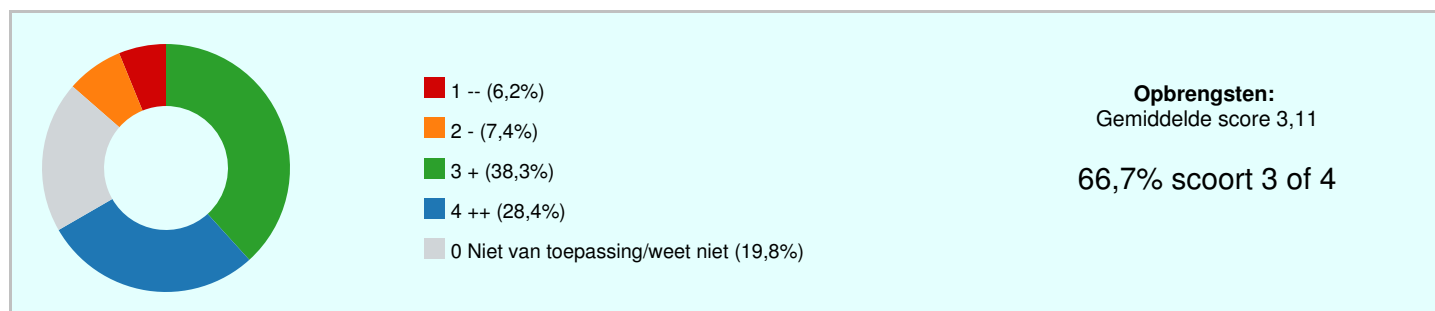 1 -- (6,2%)
2 - (7,4%)
3 + (38,3%)
4 ++ (28,4%)
0 Niet van toepassing/weet niet (19,8%)
Opbrengsten:
Gemiddelde score 3,11
66,7% scoort 3 of 4